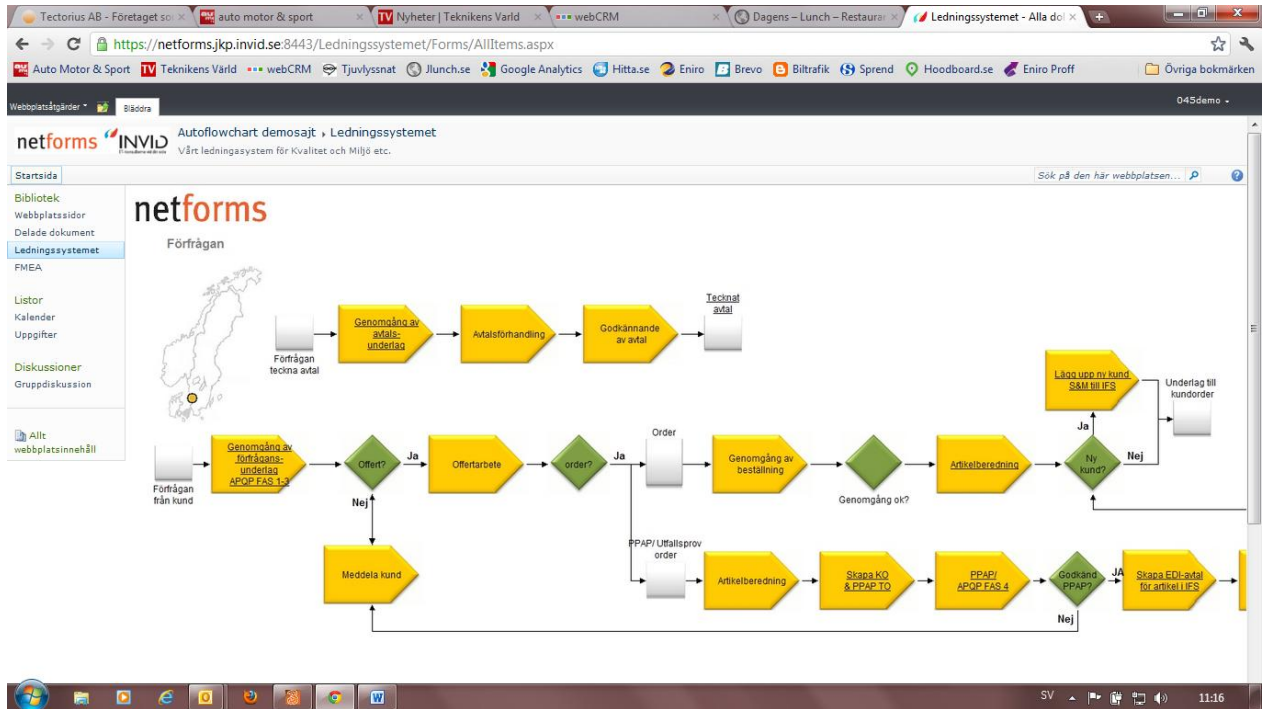 Tectorius AB - Företaget so
auto motor & sport
Nyheter | Teknikens Varld
webCRM
Dagens – Lunch – Restaura
Ledningssystemet - Alla do
https://netforms.jkp.invid.se:8443/Ledningssystemet/Forms/AllItems.aspx
Auto Motor & Sport
Teknikens Värld
webCRM
Tjuvlyssnat
Jlunch.se
Google Analytics
Hitta.se
Eniro
Brevo
Biltrafik
Sprend
Hoodboard.se
Eniro Proff
Övriga bokmärken
Webbplatsåtgärder
Bläddra
045demo
netforms
INVID
Autoflowchart demosajt
Ledningssystemet
Vårt ledningasystem för Kvalitet och Miljö etc.
Startsida
Sök på den här webbplatsen...
Bibliotek
Webbplatssidor
Delade dokument
Ledningssystemet
FMEA
Listor
Kalender
Uppgifter
Diskussioner
Gruppdiskussion
Allt
webbplatsinnehåll
netforms
Förfrågan
Förfrågan
teckna avtal
Genomgång av
avtals-
underlag
Avtalsförhandling
Godkännande
av avtal
Tecknat
avtal
Lägg upp ny kund
S&M till IFS
Underlag till
kundorder
Ja
Förfrågan
från kund
Genomgång av
förfrågans-
underlag
APQP FAS 1-3
Offert?
Ja
Nej
Offertarbete
order?
Ja
Order
Genomgång av
beställning
Genomgång ok?
Artikelberedning
Ny
kund?
Nej
Meddela kund
PPAP/ Utfallsprov
order
Artikelberedning
Skapa KO
& PPAP TO
PPAP/
APQP FAS 4
Godkänd
PPAP?
JA
Nej
Skapa EDI-avtal
för artikel i IFS
SV
11:16